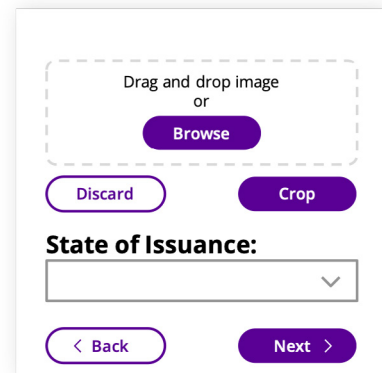 Drag and drop image
or
Browse
Discard
Crop
State of Issuance:
Back
Next